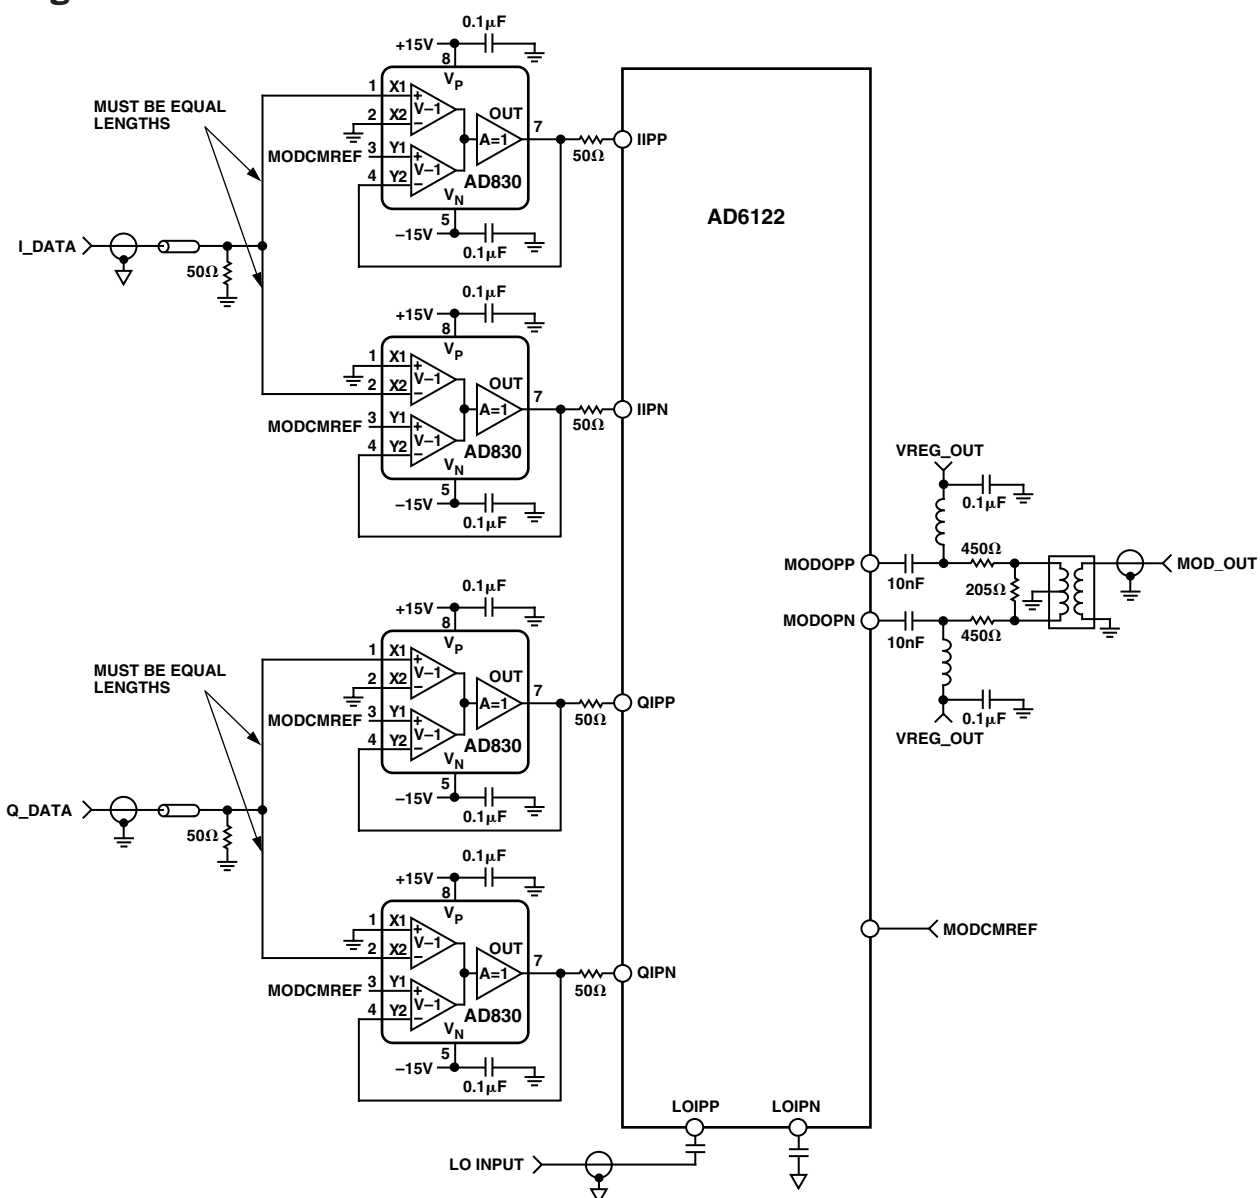 0.1μF
+15V
8
VP
MUST BE EQUAL
LENGTHS
1 X1 +
V–1
OUT
2 X2 –
7
A=1
IIPP
MODCMREF 3 Y1 +
50Ω
V–1
4 Y2 –
AD830
VN
5
–15V
0.1μF
AD6122
I_DATA
50Ω
0.1μF
+15V
8
VP
1 X1 +
V–1
OUT
2 X2 –
7
A=1
IIPN
MODCMREF 3 Y1 +
50Ω
V–1
4 Y2 –
AD830
VN
5
–15V
0.1μF
VREG_OUT
0.1μF
450Ω
MODOPP
10nF
205Ω
MOD_OUT
MODOPN
10nF
450Ω
0.1μF
VREG_OUT
0.1μF
+15V
8
VP
MUST BE EQUAL
LENGTHS
1 X1 +
V–1
OUT
2 X2 –
7
A=1
QIPP
MODCMREF 3 Y1 +
50Ω
V–1
4 Y2 –
AD830
VN
5
–15V
0.1μF
Q_DATA
50Ω
0.1μF
+15V
8
VP
1 X1 +
V–1
OUT
2 X2 –
7
A=1
QIPN
MODCMREF 3 Y1 +
50Ω
V–1
4 Y2 –
AD830
VN
5
–15V
0.1μF
MODCMREF
LOIPP
LOIPN
LO INPUT